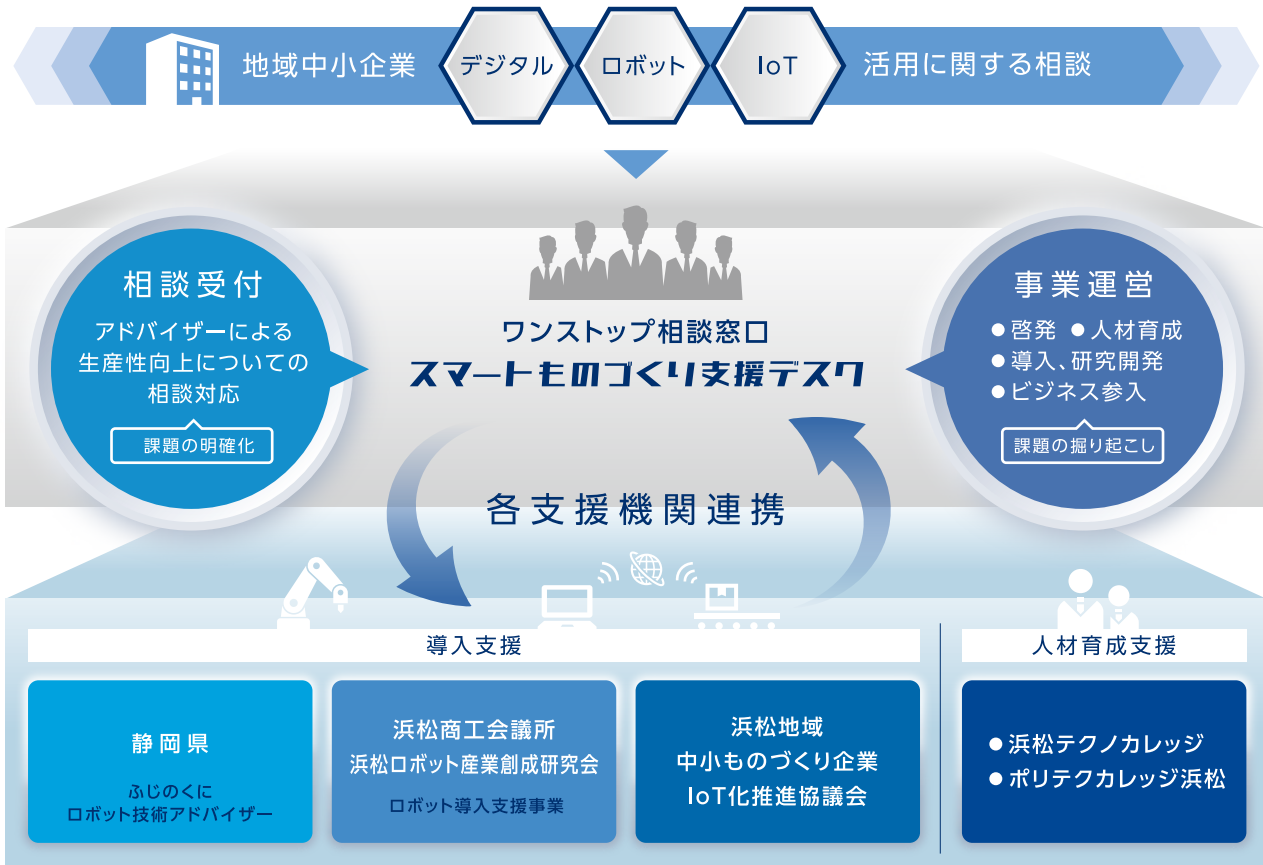 地域中小企業 デジタル ロボット IoT 活用に関する相談
相談受付
アドバイザーによる
生産性向上についての
相談対応
課題の明確化
ワンストップ相談窓口
スマートものづくり支援デスク
事業運営
● 啓発 ● 人材育成
● 導入、研究開発
● ビジネス参入
課題の掘り起こし
各支援機関連携
導入支援
静岡県
ふじのくに
ロボット技術アドバイザー
浜松商工会議所
浜松ロボット産業創成研究会
ロボット導入支援事業
浜松地域
中小ものづくり企業
IoT化推進協議会
人材育成支援
● 浜松テクノカレッジ
● ポリテクカレッジ浜松